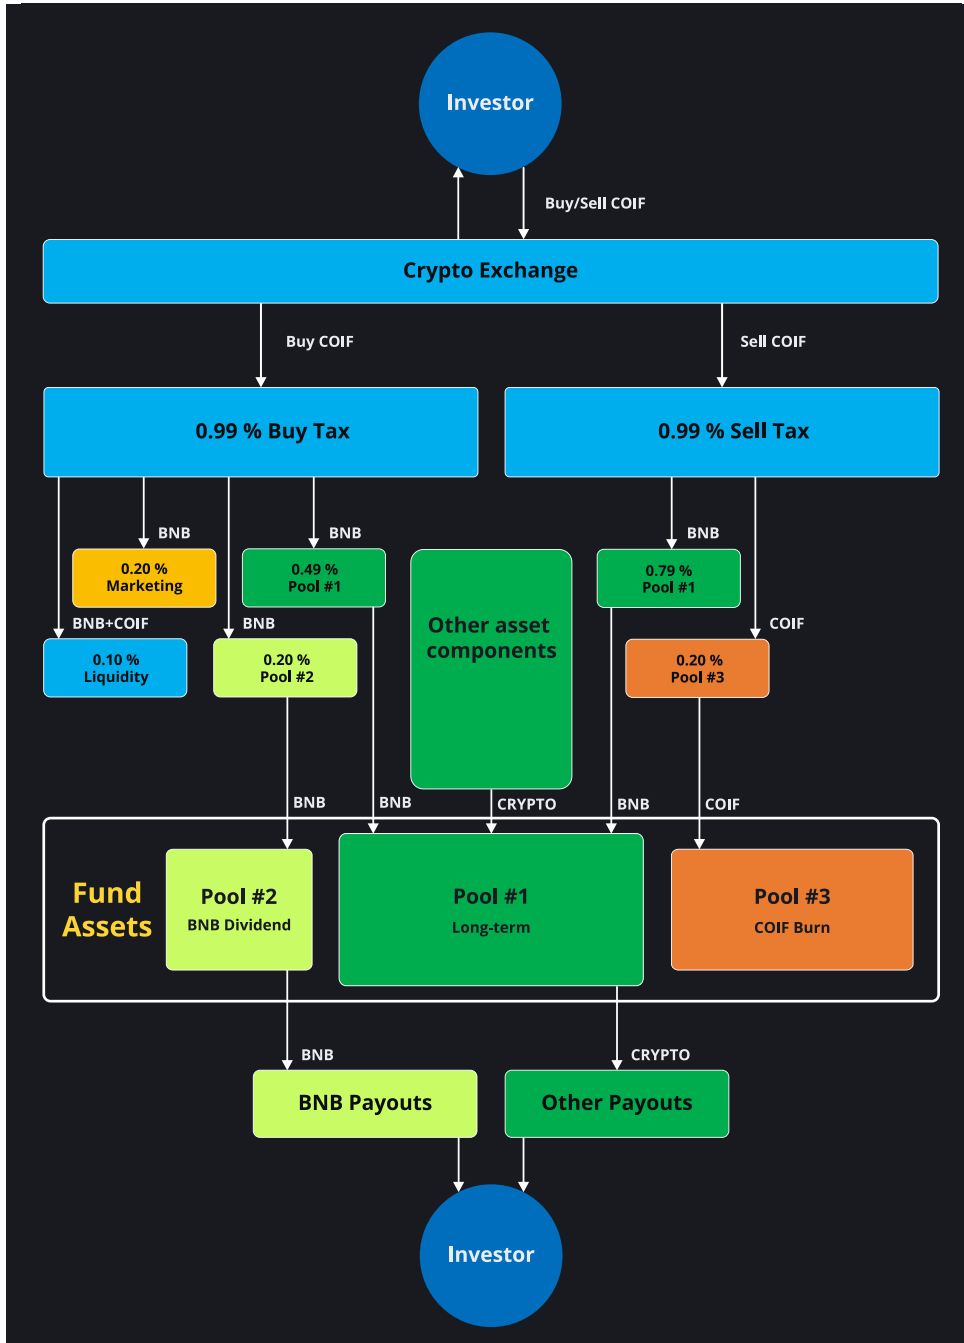 Investor
Buy/Sell COIF
Crypto Exchange
Buy COIF
Sell COIF
0.99 % Buy Tax
0.99 % Sell Tax
BNB
BNB
BNB
0.20 %
Marketing
0.49 %
Pool #1
0.79 %
Pool #1
Other asset
components
BNB+COIF
BNB
COIF
0.10 %
Liquidity
0.20 %
Pool #2
0.20 %
Pool #3
BNB
BNB
CRYPTO
BNB
COIF
Fund
Assets
Pool #2
BNB Dividend
Pool #1
Long-term
Pool #3
COIF Burn
BNB
CRYPTO
BNB Payouts
Other Payouts
Investor